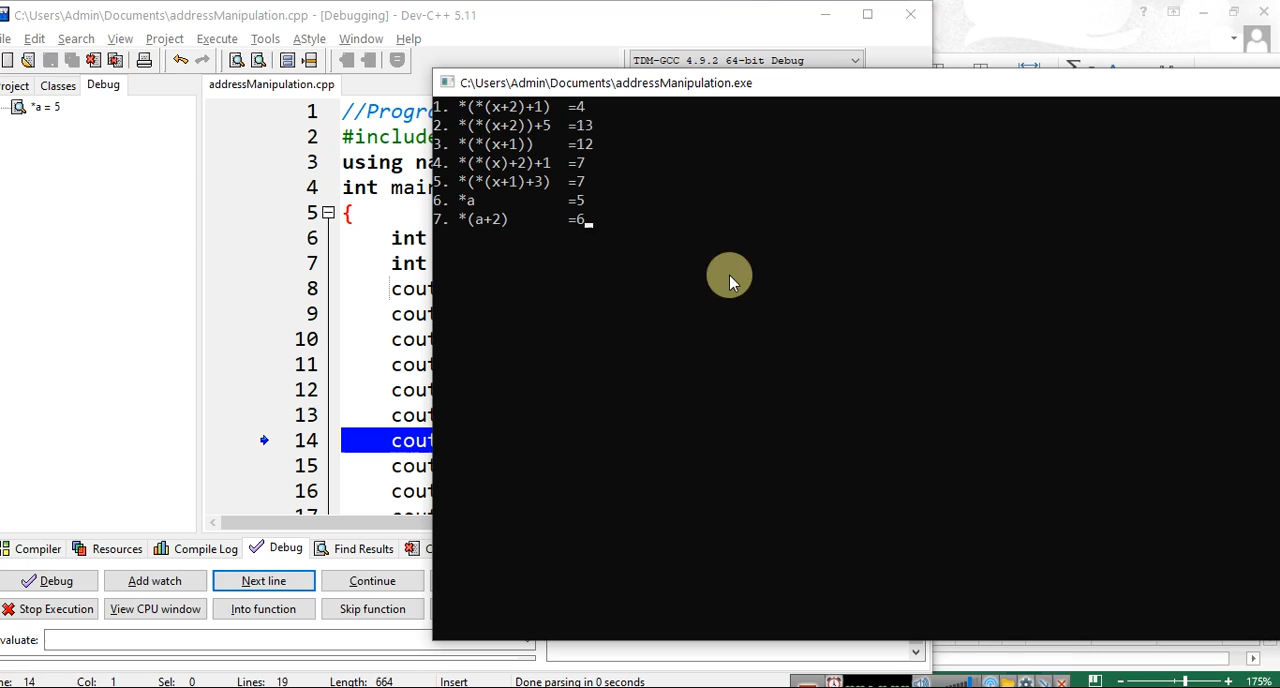 C:\Users\Admin\Documents\addressManipulation.cpp - [Debugging] - Dev-C++ 5.11
Edit Search View Project Execute Tools AStyle Window Help
TDM-GCC 4.9.2 64-bit Debug
Classes Debug
addressManipulation.cpp
*a = 5
1 //Progr
2 #include
3 using na
4 int mair
5 {
6 int
7 int
8 cout
9 cout
10 cout
11 cout
12 cout
13 cout
14 cout
15 cout
16 cout
17
C:\Users\Admin\Documents\addressManipulation.exe
1. *(*(x+2)+1) =4
2. *(*(x+2))+5 =13
3. *(*(x+1)) =12
4. *(*(x)+2)+1 =7
5. *(*(x+1)+3) =7
6. *a =5
7. *(a+2) =6
Compiler Resources Compile Log Debug Find Results
Debug Add watch Next line Continue
Stop Execution View CPU window Into function Skip function
valuate:
ne: 14 Col: 1 Sel: 0 Lines: 19 Length: 664 Insert Done parsing in 0 seconds
175%